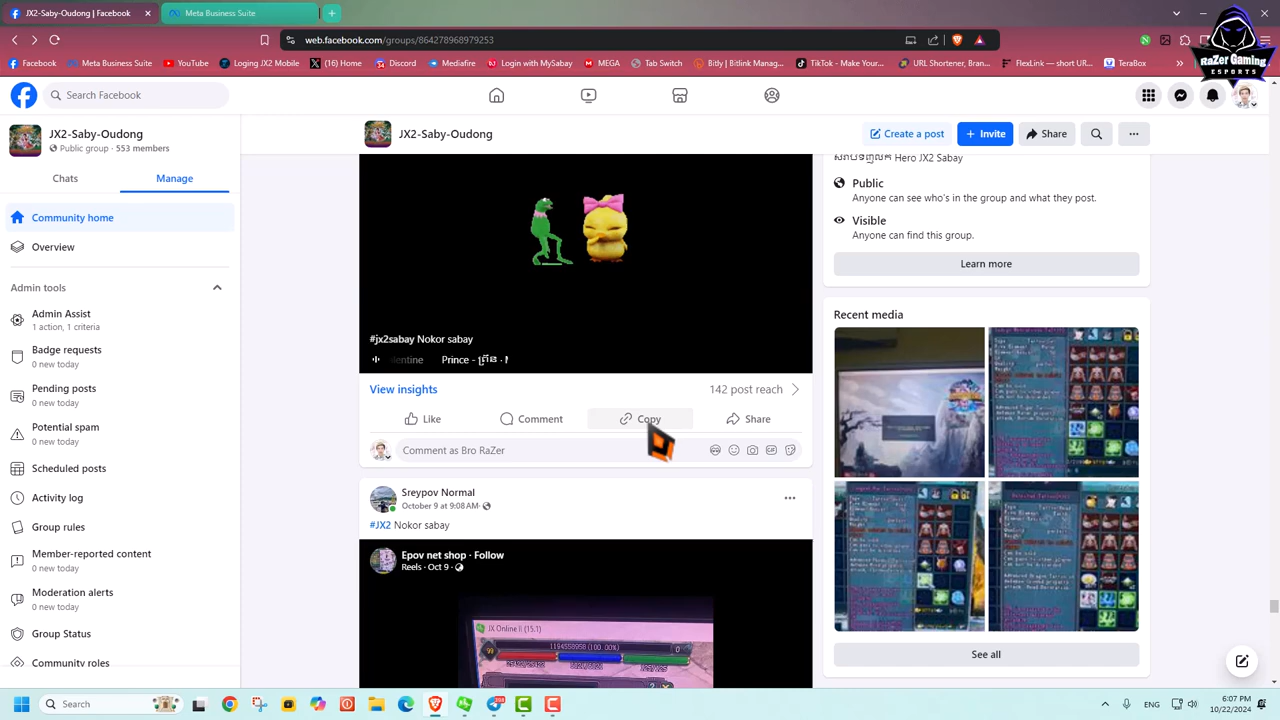 JX2-Saby-Oudong | Facebook
Meta Business Suite
web.facebook.com/groups/864278968979253
Facebook
Meta Business Suite
YouTube
Loging JX2 Mobile
(16) Home
Discord
Mediafire
Login with MySabay
MEGA
Tab Switch
Bitly | Bitlink Manag...
TikTok - Make Your...
URL Shortener, Bran...
FlexLink — short UR...
TeraBox
RaZer Gaming
ESPORTS
Search Facebook
JX2-Saby-Oudong
Public group · 553 members
Chats
Manage
Community home
Overview
Admin tools
Admin Assist
1 action, 1 criteria
Badge requests
0 new today
Pending posts
0 new today
Potential spam
0 new today
Scheduled posts
Activity log
Group rules
Member-reported content
0 new today
Moderation alerts
0 new today
Group Status
Community roles
JX2-Saby-Oudong
Create a post
Invite
Share
#jx2sabay Nokor sabay
View insights
142 post reach
Like
Comment
Copy
Share
Comment as Bro RaZer
Sreypov Normal
October 9 at 9:08 AM
#JX2 Nokor sabay
Epov net shop · Follow
Reels · Oct 9
JX Online II (15.1)
99
1194558958 (100.00%)
0
Hero JX2 Sabay
Public
Anyone can see who's in the group and what they post.
Visible
Anyone can find this group.
Learn more
Recent media
See all
Search
ENG
6:07 PM
10/22/2024